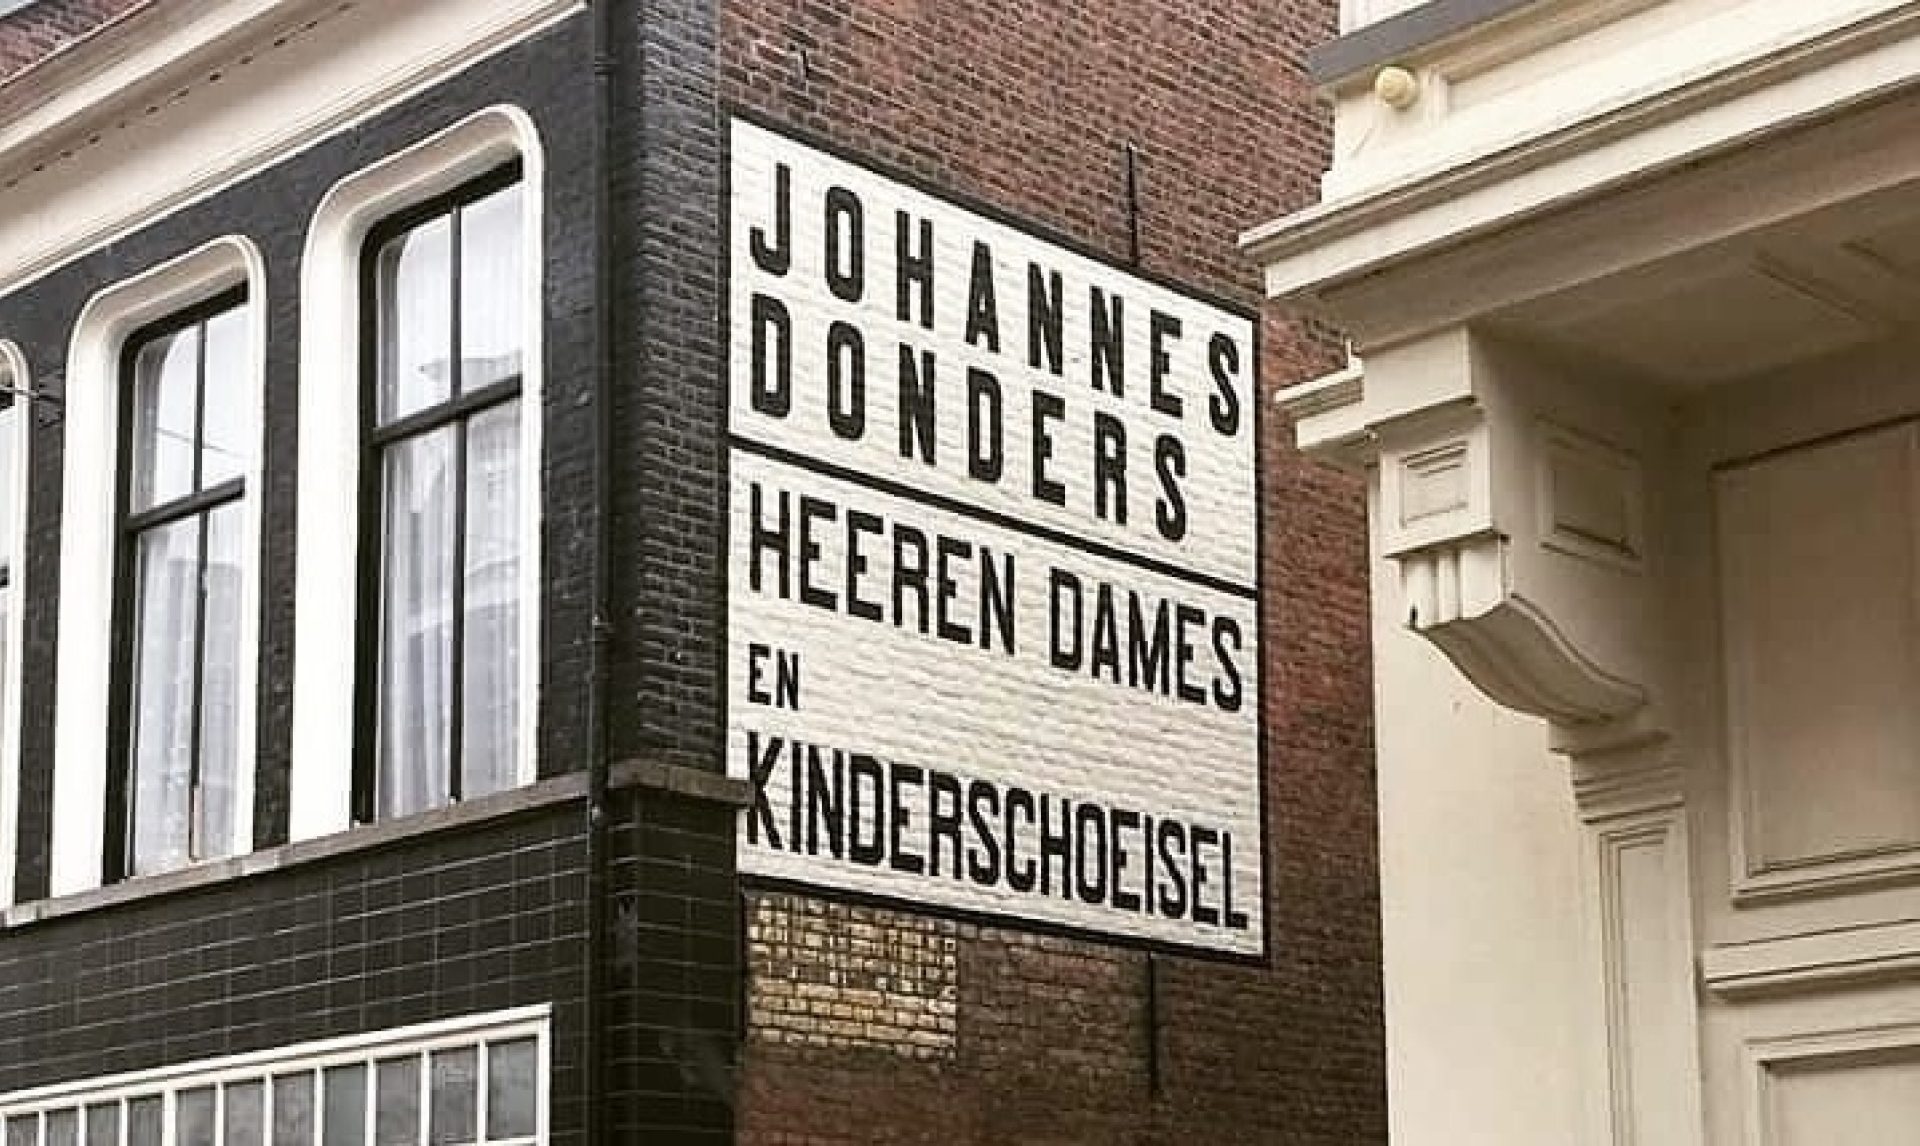 JOHANNES
DONDERS
HEEREN DAMES
EN
KINDERSCHOEISEL